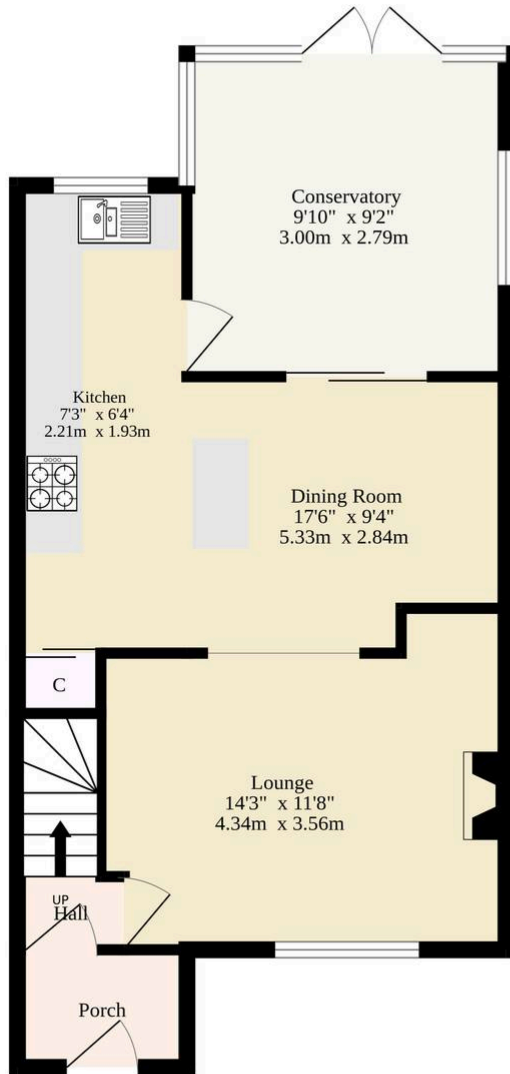 Conservatory
9'10" x 9'2"
3.00m x 2.79m
Kitchen
7'3" x 6'4"
2.21m x 1.93m
Dining Room
17'6" x 9'4"
5.33m x 2.84m
C
Lounge
14'3" x 11'8"
4.34m x 3.56m
UP
Hall
Porch